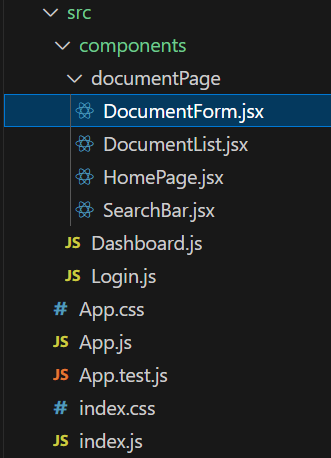 src
components
documentPage
DocumentForm.jsx
DocumentList.jsx
HomePage.jsx
SearchBar.jsx
JS Dashboard.js
JS Login.js
# App.css
JS App.js
JS App.test.js
# index.css
JS index.js